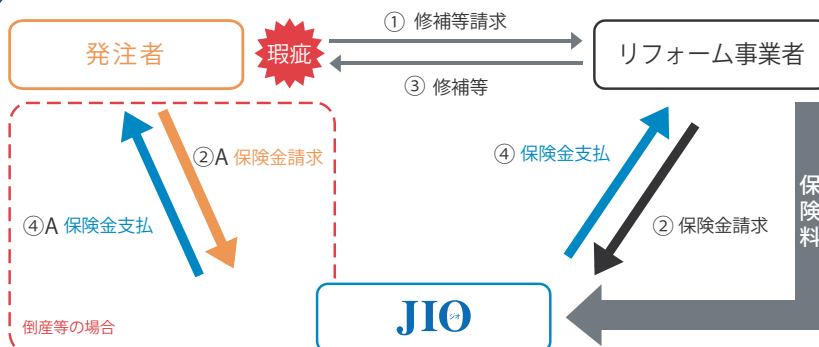 発注者
瑕疵
① 修補等請求
③ 修補等
リフォーム事業者
②A 保険金請求
④A 保険金支払
④ 保険金支払
② 保険金請求
保険料
倒産等の場合
JIO
ジオ